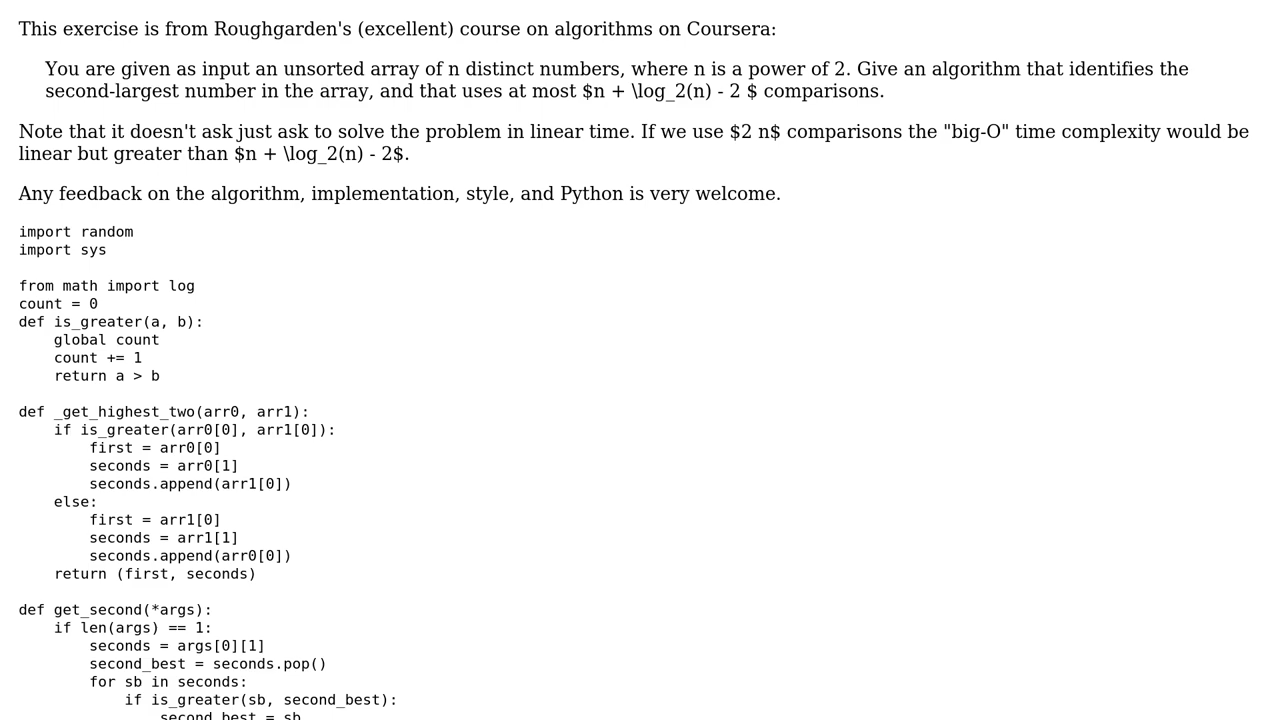 This exercise is from Roughgarden's (excellent) course on algorithms on Coursera:
You are given as input an unsorted array of n distinct numbers, where n is a power of 2. Give an algorithm that identifies the
second-largest number in the array, and that uses at most $n + \log_2(n) - 2 $ comparisons.
Note that it doesn't ask just ask to solve the problem in linear time. If we use $2 n$ comparisons the "big-O" time complexity would be
linear but greater than $n + \log_2(n) - 2$.
Any feedback on the algorithm, implementation, style, and Python is very welcome.
import random
import sys
from math import log
count = 0
def is_greater(a, b):
    global count
    count += 1
    return a > b
def _get_highest_two(arr0, arr1):
    if is_greater(arr0[0], arr1[0]):
        first = arr0[0]
        seconds = arr0[1]
        seconds.append(arr1[0])
    else:
        first = arr1[0]
        seconds = arr1[1]
        seconds.append(arr0[0])
    return (first, seconds)
def get_second(*args):
    if len(args) == 1:
        seconds = args[0][1]
        second_best = seconds.pop()
        for sb in seconds:
            if is_greater(sb, second_best):
                second_best = sb